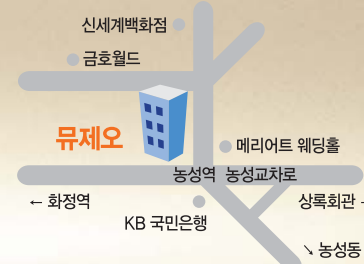 신세계백화점
금호월드
뮤제오
메리어트 웨딩홀
농성역 농성교차로
← 화정역
상록회관 →
KB 국민은행
↘ 농성동